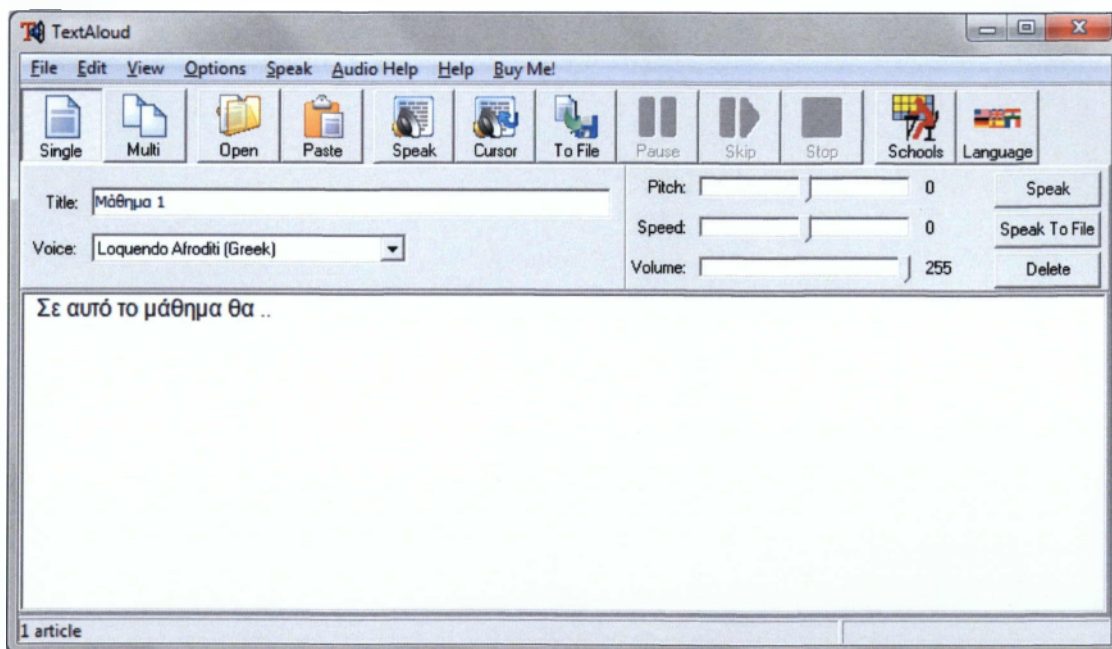 TextAloud
File Edit View Options Speak Audio Help Help Buy Me!
Single Multi Open Paste Speak Cursor To File Pause Skip Stop Schools Language
Title: Μάθημα 1
Voice: Loquendo Afroditi (Greek)
Pitch: 0 Speak
Speed: 0 Speak To File
Volume: 255 Delete
Σε αυτό το μάθημα θα ..
1 article